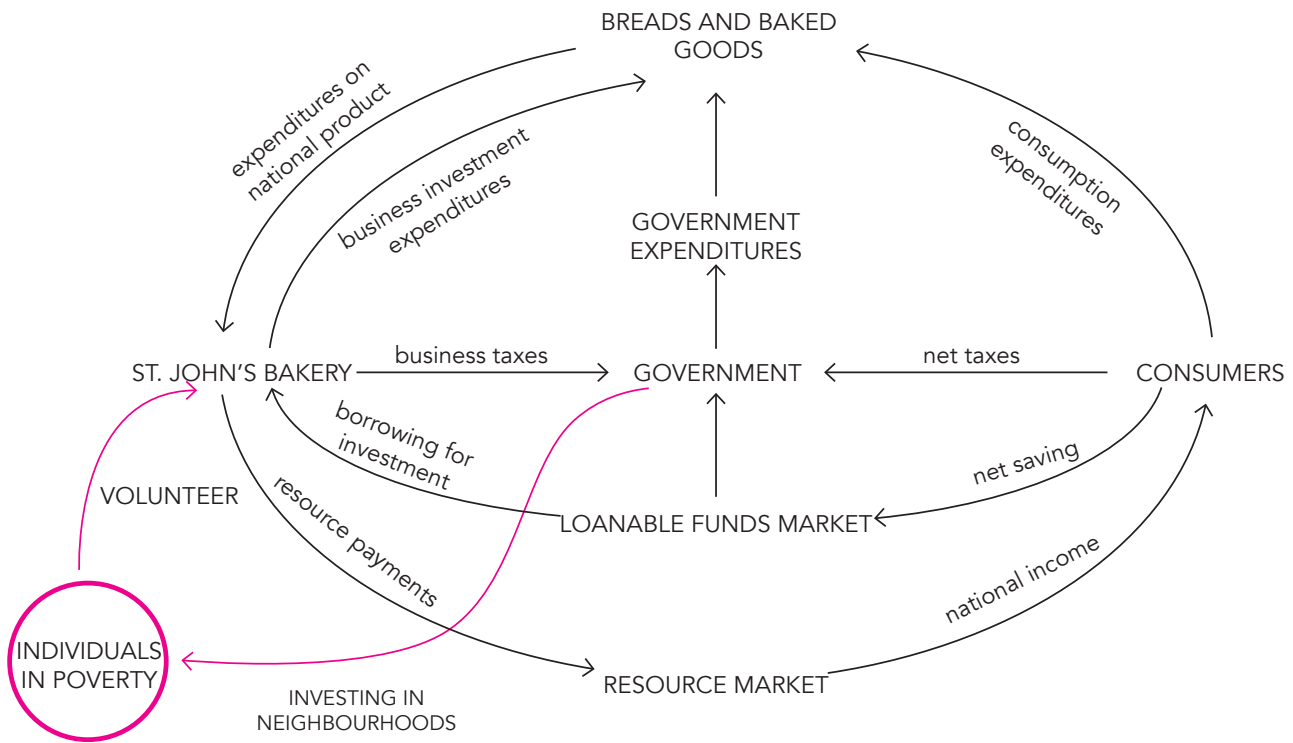 BREADS AND BAKED
GOODS
expenditures on
national product
business investment
expenditures
consumption
expenditures
GOVERNMENT
EXPENDITURES
ST. JOHN'S BAKERY
business taxes
GOVERNMENT
net taxes
CONSUMERS
borrowing for
investment
net saving
VOLUNTEER
resource payments
LOANABLE FUNDS MARKET
national income
INDIVIDUALS
IN POVERTY
INVESTING IN
NEIGHBOURHOODS
RESOURCE MARKET